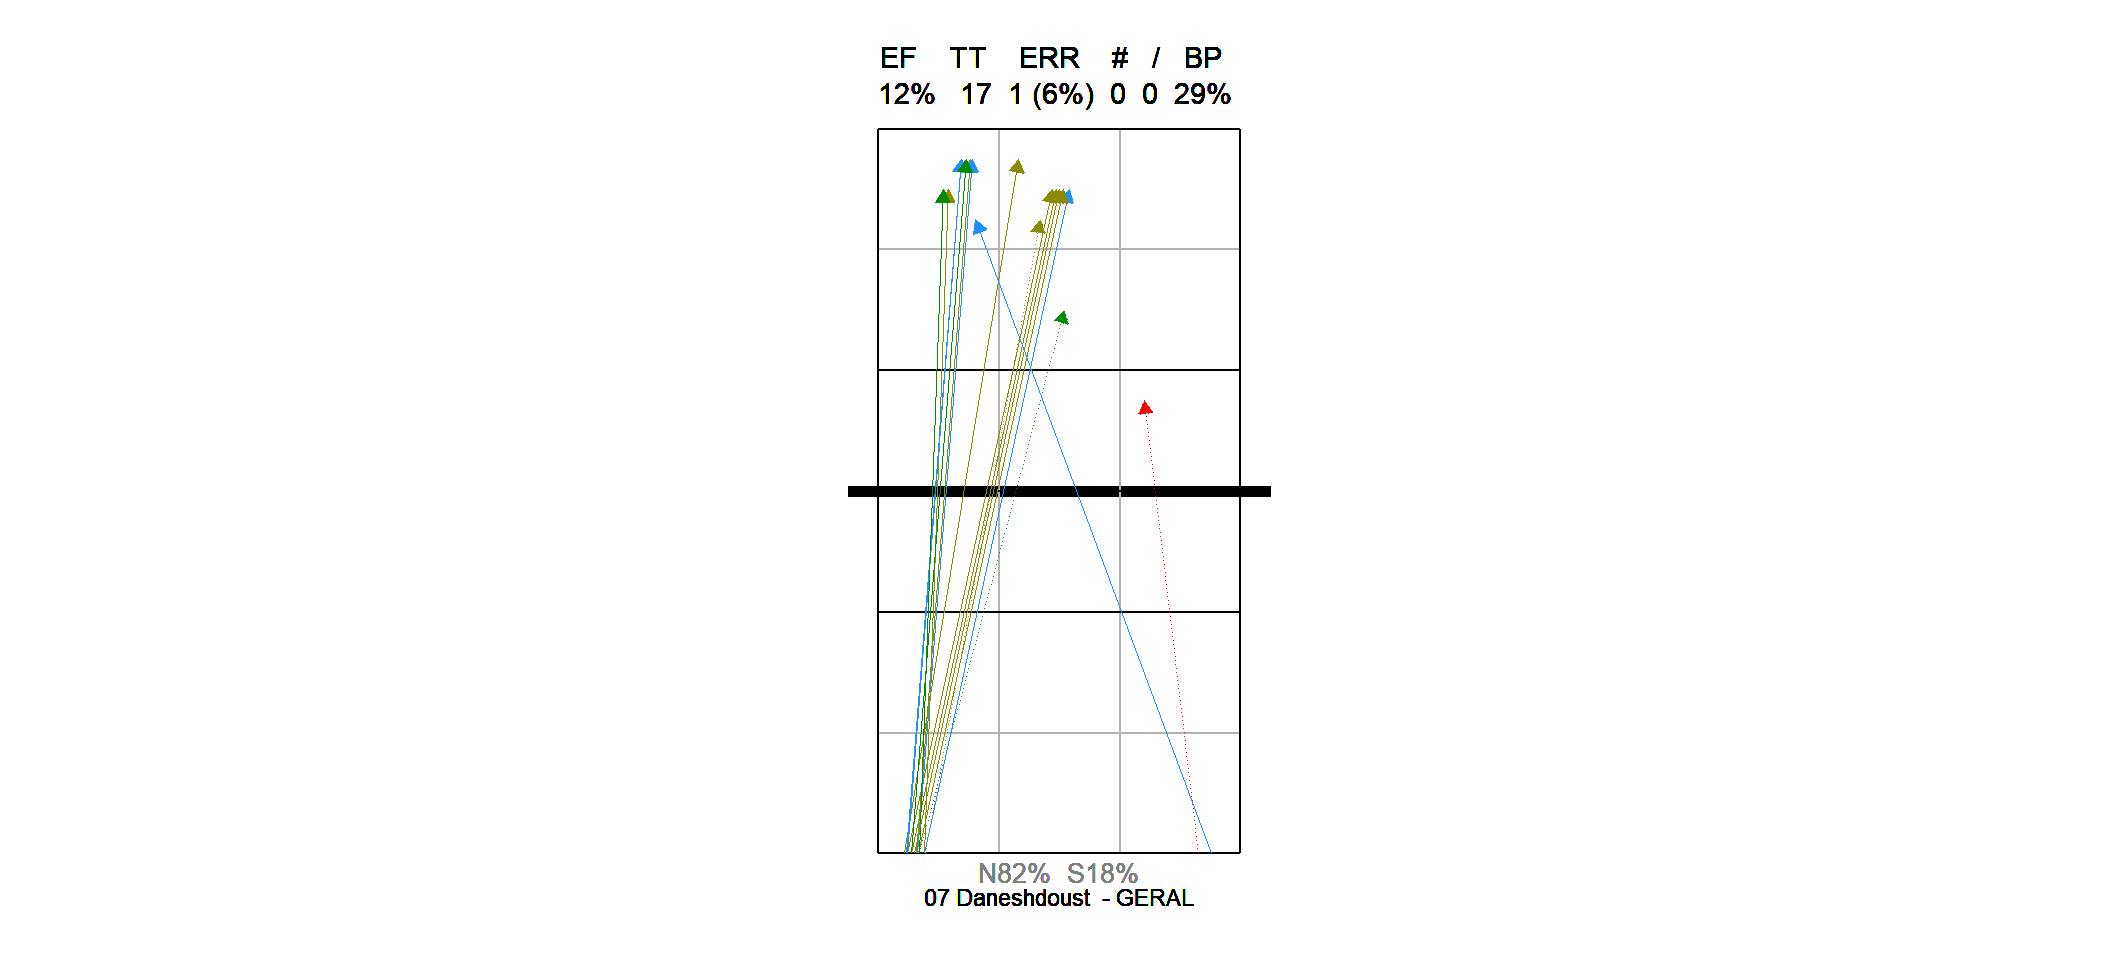 EF TT ERR # / BP
12% 17 1 (6%) 0 0 29%
N82% S18%
07 Daneshdoust - GERAL